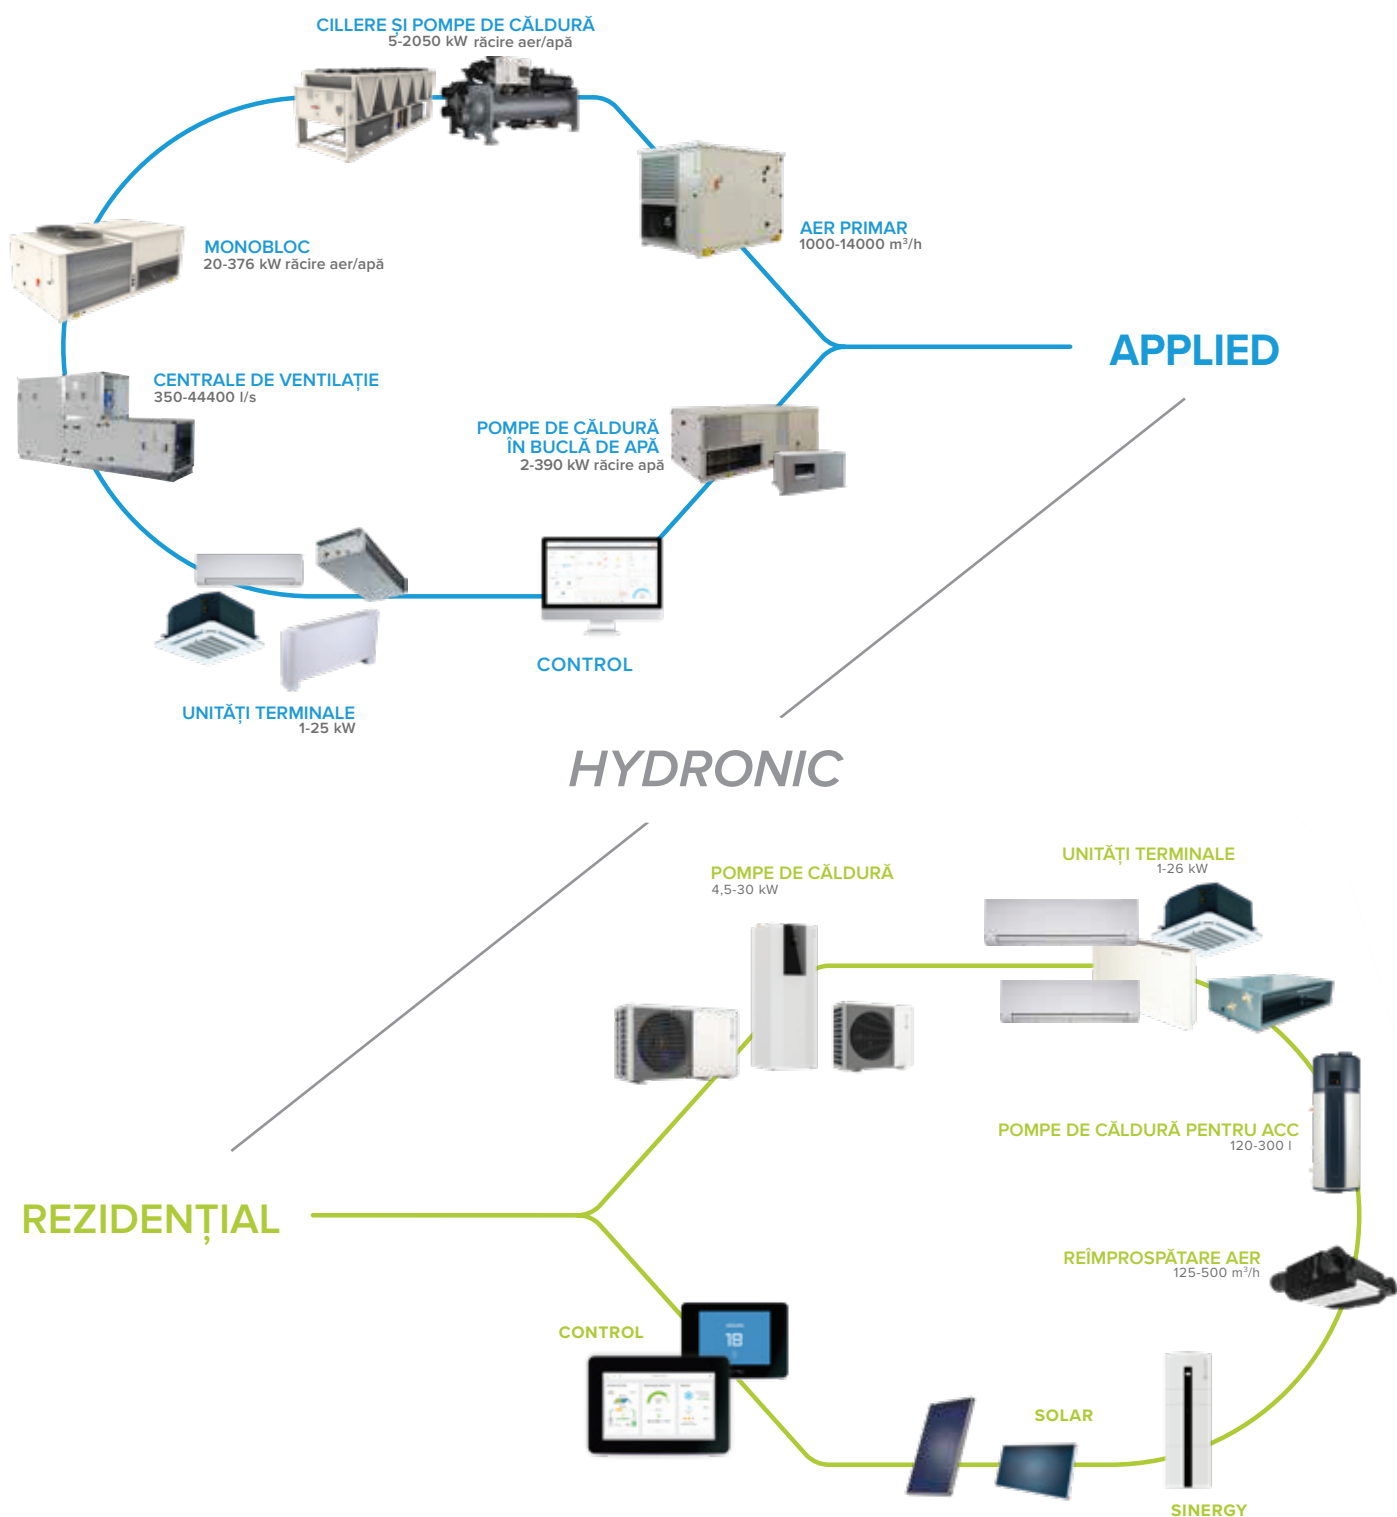 CILLERE ȘI POMPE DE CĂLDURĂ
5-2050 kW răcire aer/apă
AER PRIMAR
1000-14000 m³/h
MONOBLOC
20-376 kW răcire aer/apă
APPLIED
CENTRALE DE VENTILAȚIE
350-44400 l/s
POMPE DE CĂLDURĂ
ÎN BUCLĂ DE APĂ
2-390 kW răcire apă
CONTROL
UNITĂȚI TERMINALE
1-25 kW
HYDRONIC
UNITĂȚI TERMINALE
1-26 kW
POMPE DE CĂLDURĂ
4,5-30 kW
POMPE DE CĂLDURĂ PENTRU ACC
120-300 l
REZIDENȚIAL
REÎMPROSPĂTARE AER
125-500 m³/h
CONTROL
18
SOLAR
SINERGY